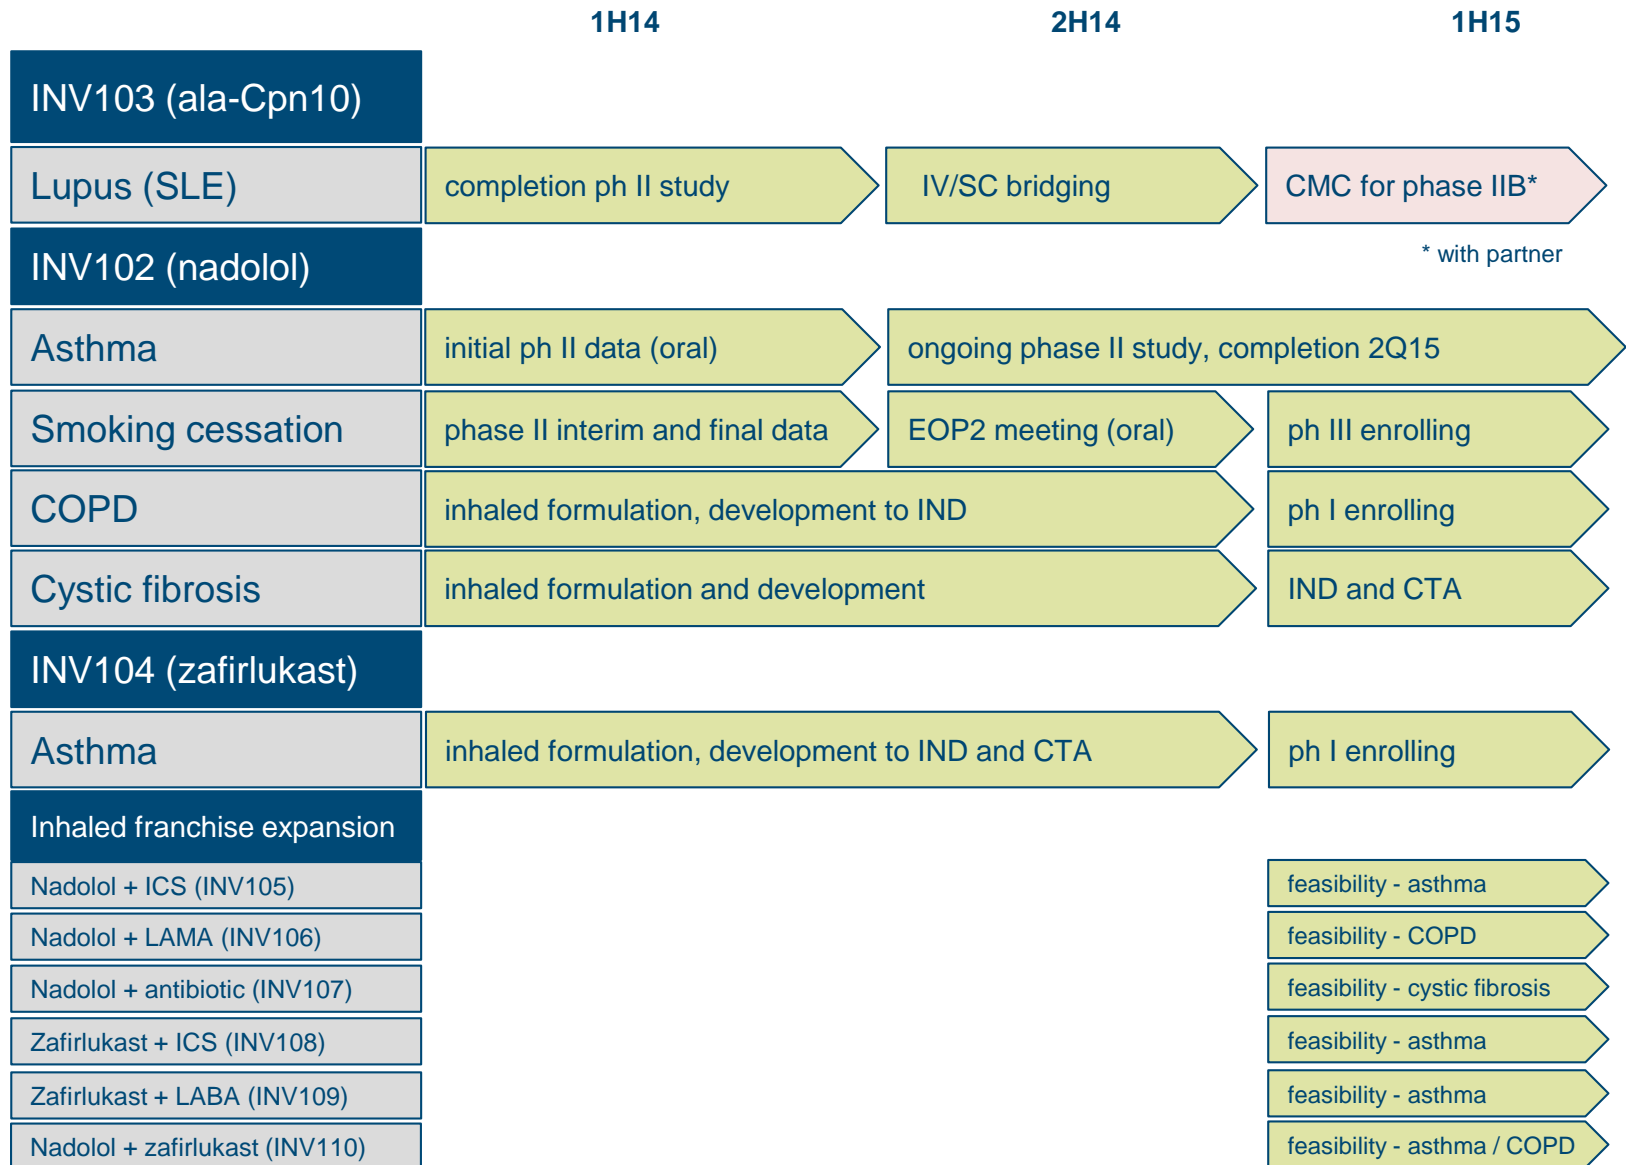 1H14 2H14 1H15
INV103 (ala-Cpn10)
Lupus (SLE) completion ph II study IV/SC bridging CMC for phase IIB*
INV102 (nadolol) * with partner
Asthma initial ph II data (oral) ongoing phase II study, completion 2Q15
Smoking cessation phase II interim and final data EOP2 meeting (oral) ph III enrolling
COPD inhaled formulation, development to IND ph I enrolling
Cystic fibrosis inhaled formulation and development IND and CTA
INV104 (zafirlukast)
Asthma inhaled formulation, development to IND and CTA ph I enrolling
Inhaled franchise expansion
Nadolol + ICS (INV105) feasibility - asthma
Nadolol + LAMA (INV106) feasibility - COPD
Nadolol + antibiotic (INV107) feasibility - cystic fibrosis
Zafirlukast + ICS (INV108) feasibility - asthma
Zafirlukast + LABA (INV109) feasibility - asthma
Nadolol + zafirlukast (INV110) feasibility - asthma / COPD